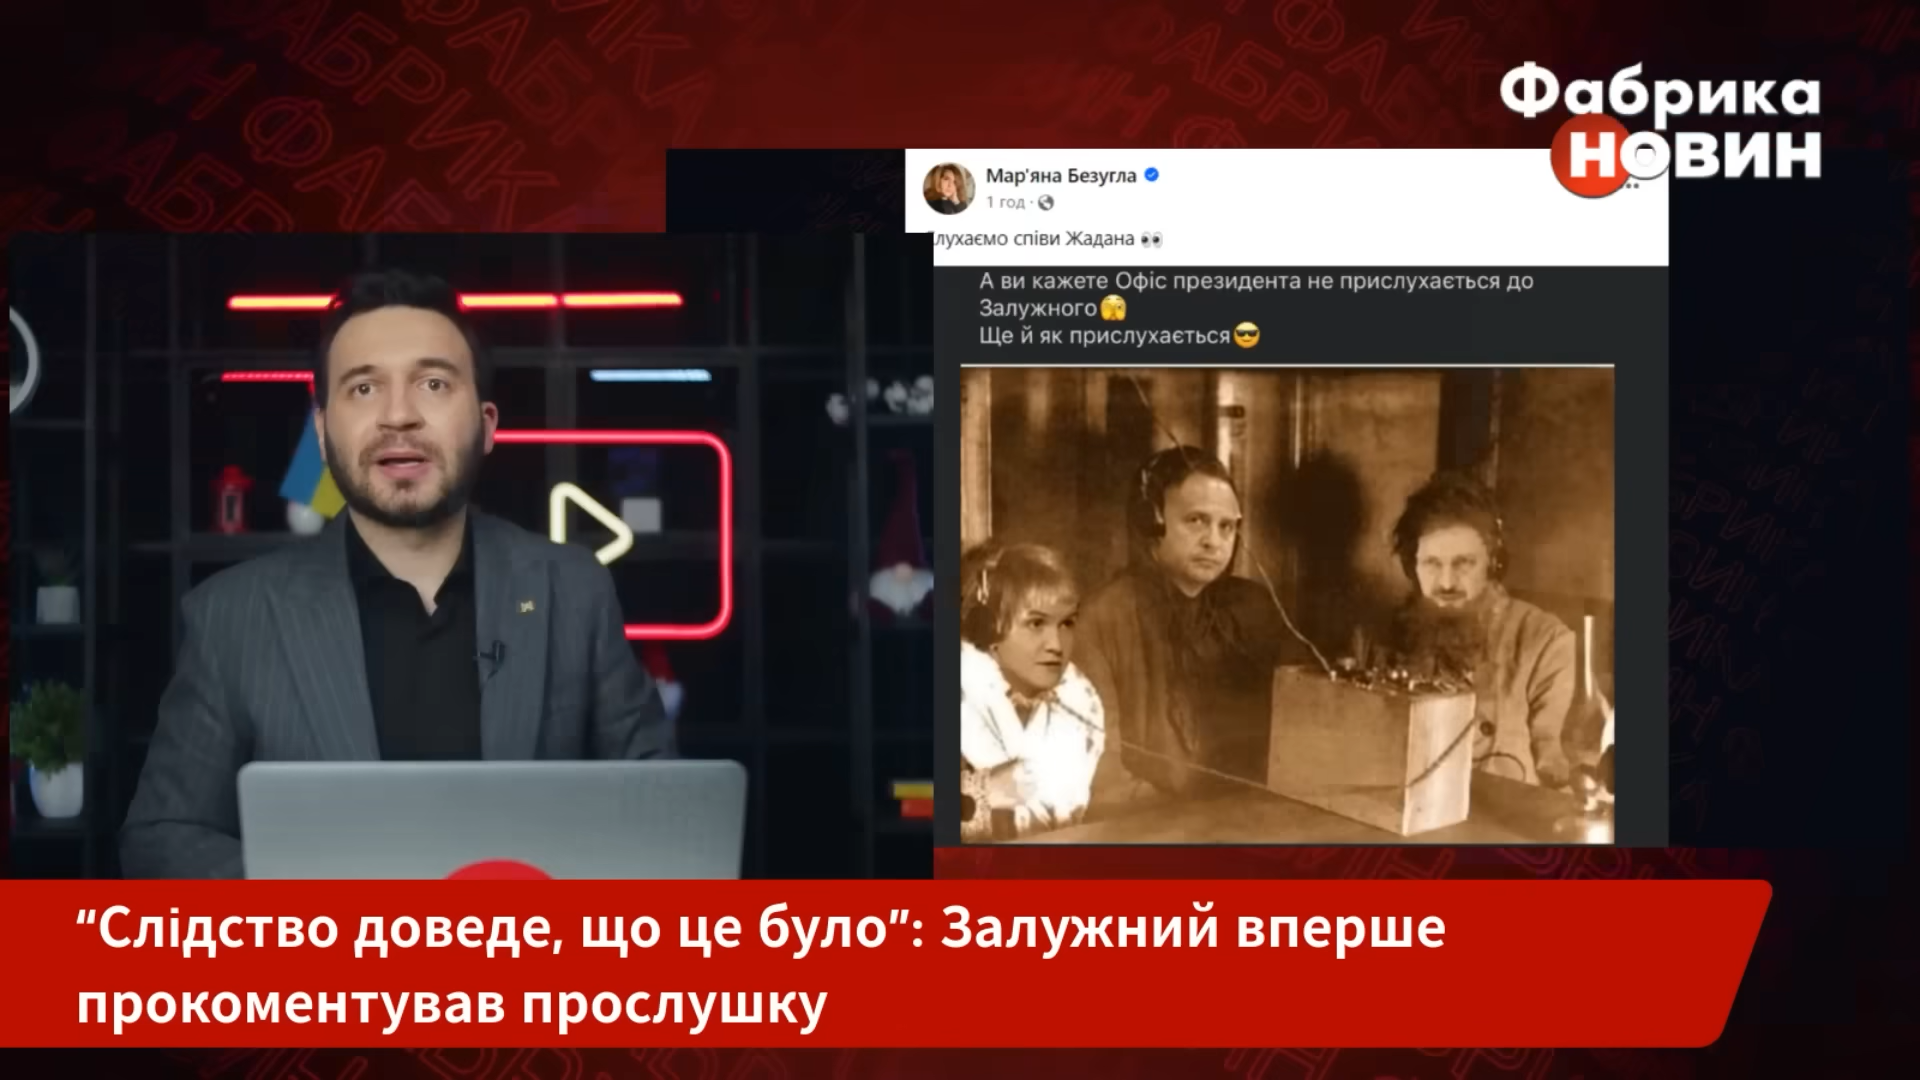 Фабрика
новин
Мар'яна Безугла
1 год
лухаємо співи Жадана 👀
А ви кажете Офіс президента не прислухається до
Залужного🫣
Ще й як прислухається😎
“Слідство доведе, що це було”: Залужний вперше
прокоментував прослушку